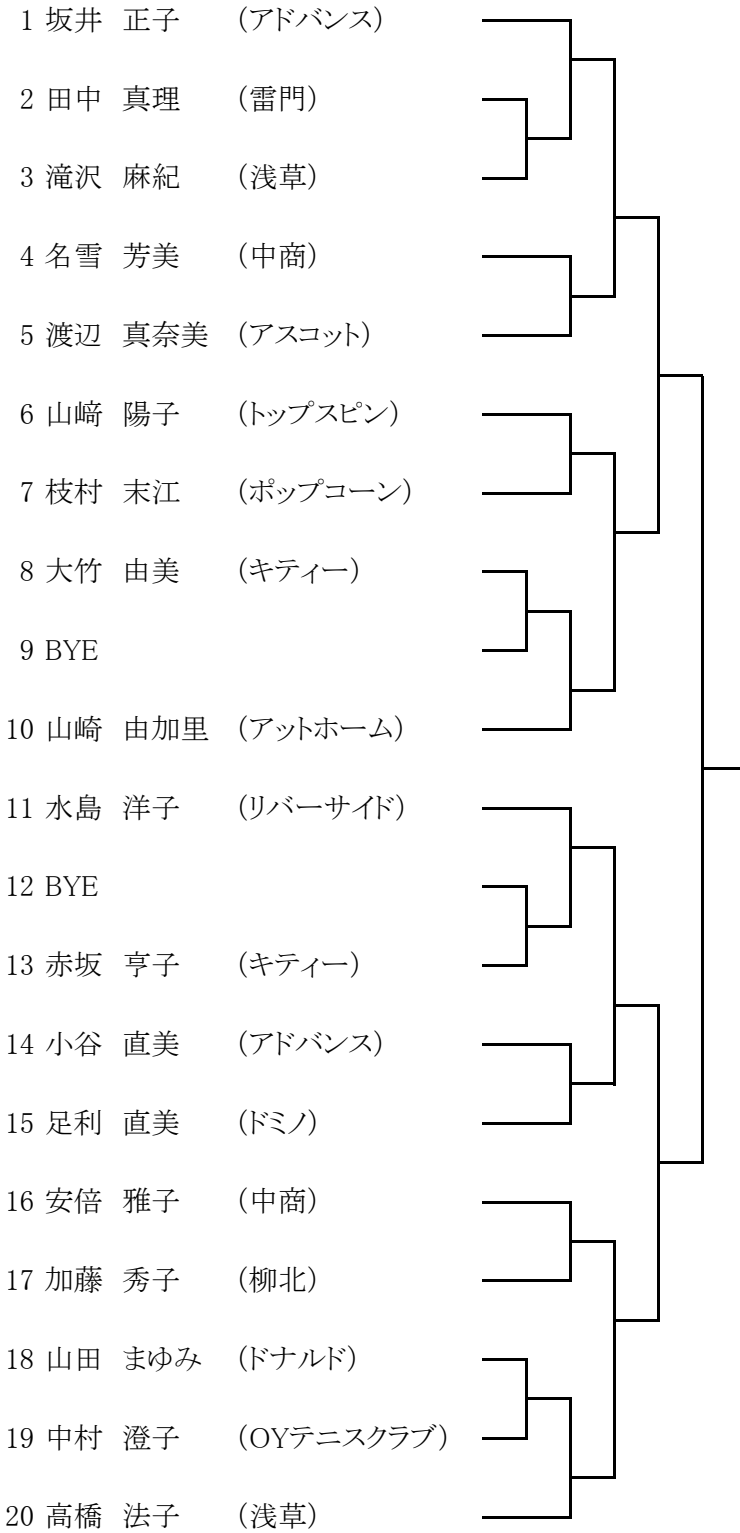 1 坂井 正子 (アドバンス)
2 田中 真理 (雷門)
3 滝沢 麻紀 (浅草)
4 名雪 芳美 (中商)
5 渡辺 真奈美 (アスコット)
6 山﨑 陽子 (トップスピン)
7 枝村 末江 (ポップコーン)
8 大竹 由美 (キティー)
9 BYE
10 山崎 由加里 (アットホーム)
11 水島 洋子 (リバーサイド)
12 BYE
13 赤坂 亨子 (キティー)
14 小谷 直美 (アドバンス)
15 足利 直美 (ドミノ)
16 安倍 雅子 (中商)
17 加藤 秀子 (柳北)
18 山田 まゆみ (ドナルド)
19 中村 澄子 (OYテニスクラブ)
20 高橋 法子 (浅草)